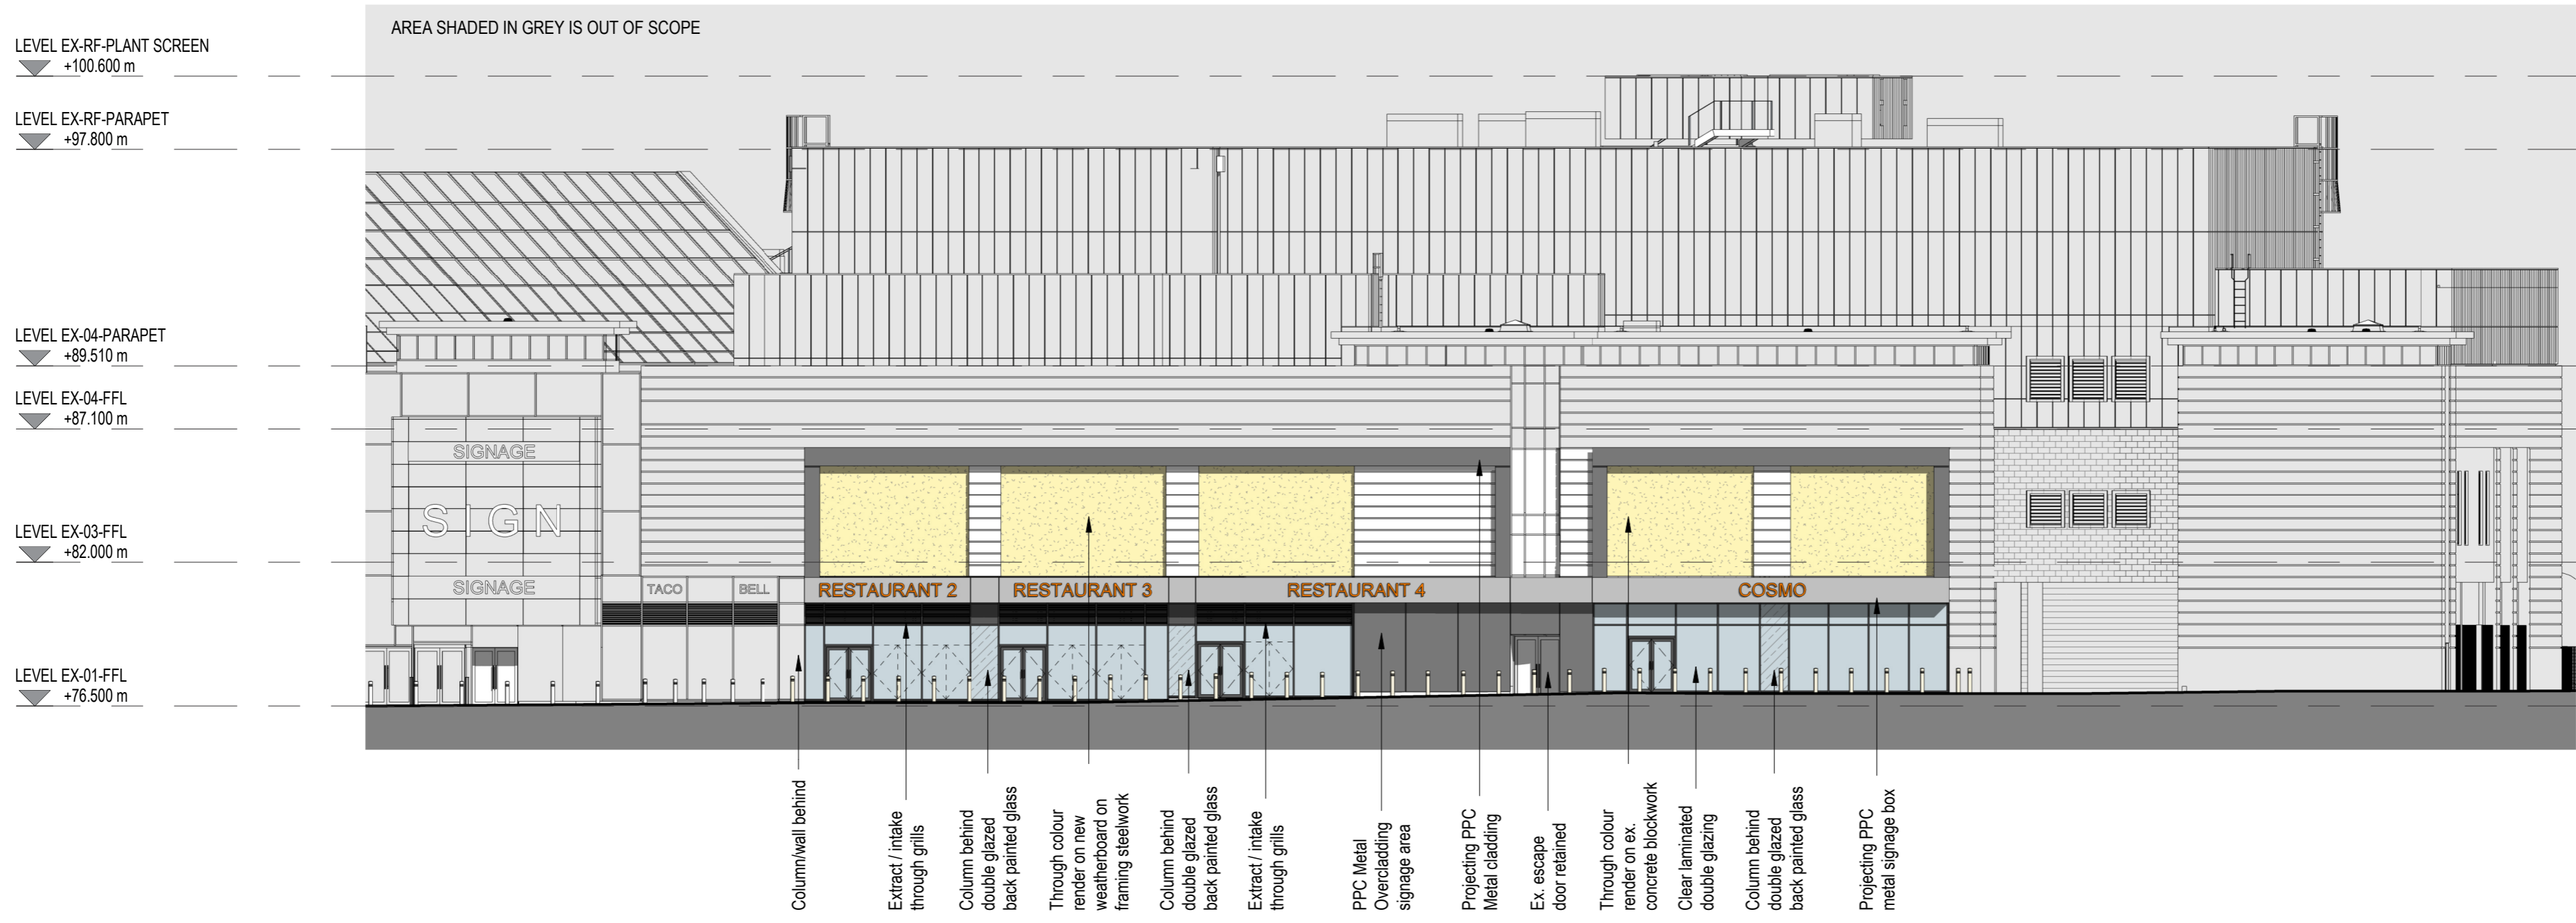 AREA SHADED IN GREY IS OUT OF SCOPE
LEVEL EX-RF-PLANT SCREEN
+100.600 m
LEVEL EX-RF-PARAPET
+97.800 m
LEVEL EX-04-PARAPET
+89.510 m
LEVEL EX-04-FFL
+87.100 m
LEVEL EX-03-FFL
+82.000 m
LEVEL EX-01-FFL
+76.500 m
SIGNAGE
SIGN
SIGNAGE
TACO BELL
RESTAURANT 2
RESTAURANT 3
RESTAURANT 4
COSMO
Column/wall behind
Extract / intake
through grills
Column behind
double glazed
back painted glass
Through colour
render on new
weatherboard on
framing steelwork
Column behind
double glazed
back painted glass
Extract / intake
through grills
PPC Metal
Overcladding
signage area
Projecting PPC
Metal cladding
Ex. escape
door retained
Through colour
render on ex.
concrete blockwork
Clear laminated
double glazing
Column behind
double glazed
back painted glass
Projecting PPC
metal signage box